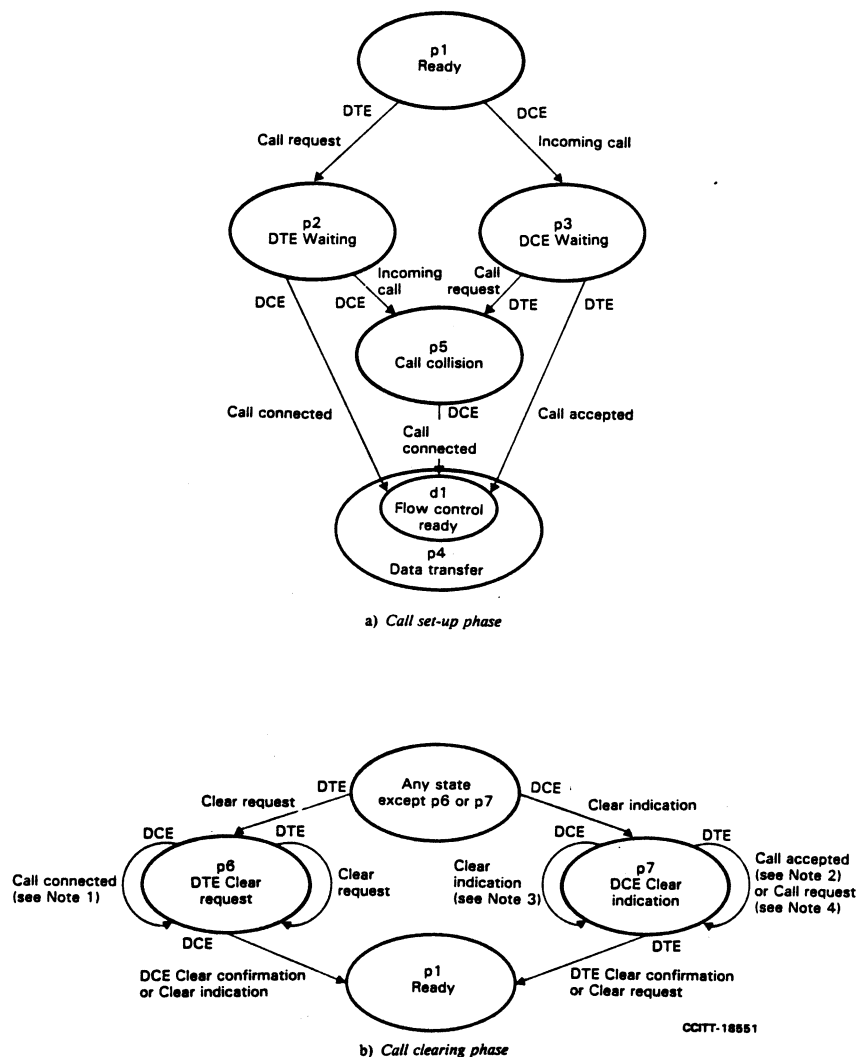 p1
Ready
DTE
DCE
Call request
Incoming call
p2
DTE Waiting
p3
DCE Waiting
Incoming
call
Call
request
DCE
DCE
DTE
DTE
p5
Call collision
Call connected
DCE
Call accepted
Call
connected
d1
Flow control
ready
p4
Data transfer
a) Call set-up phase
Any state
except p6 or p7
DTE
DCE
Clear request
Clear indication
DCE
DTE
DCE
DTE
p6
DTE Clear
request
Call connected
(see Note 1)
Clear
request
Clear
indication
(see Note 3)
p7
DCE Clear
indication
Call accepted
(see Note 2)
or Call request
(see Note 4)
DCE
DTE
DCE Clear confirmation
or Clear indication
p1
Ready
DTE Clear confirmation
or Clear request
CCITT-18551
b) Call clearing phase